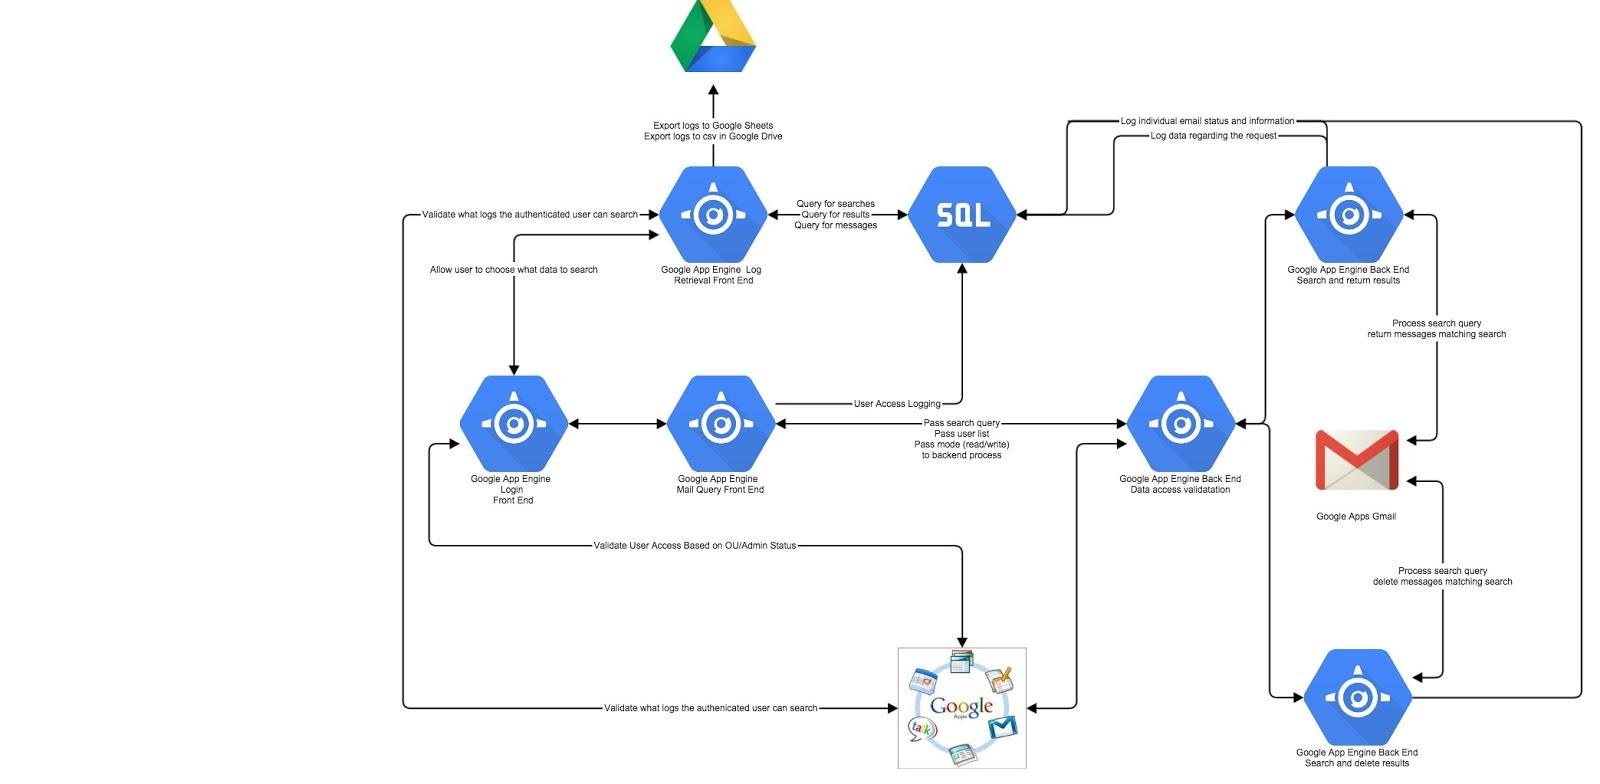 Export logs to Google Sheets
Export logs to csv in Google Drive
Log individual email status and information
Log data regarding the request
Validate what logs the authenticated user can search
Query for searches
Query for results
Query for messages
SQL
Allow user to choose what data to search
Google App Engine Log
Retrieval Front End
Google App Engine Back End
Search and return results
Process search query
return messages matching search
User Access Logging
Pass search query
Pass user list
Pass mode (read/write)
to backend process
Google App Engine
Login
Front End
Google App Engine
Mail Query Front End
Google App Engine Back End
Data access validatation
Google Apps Gmail
Validate User Access Based on OU/Admin Status
Process search query
delete messages matching search
Validate what logs the authenicated user can search
Google
Apps
talk
Google App Engine Back End
Search and delete results